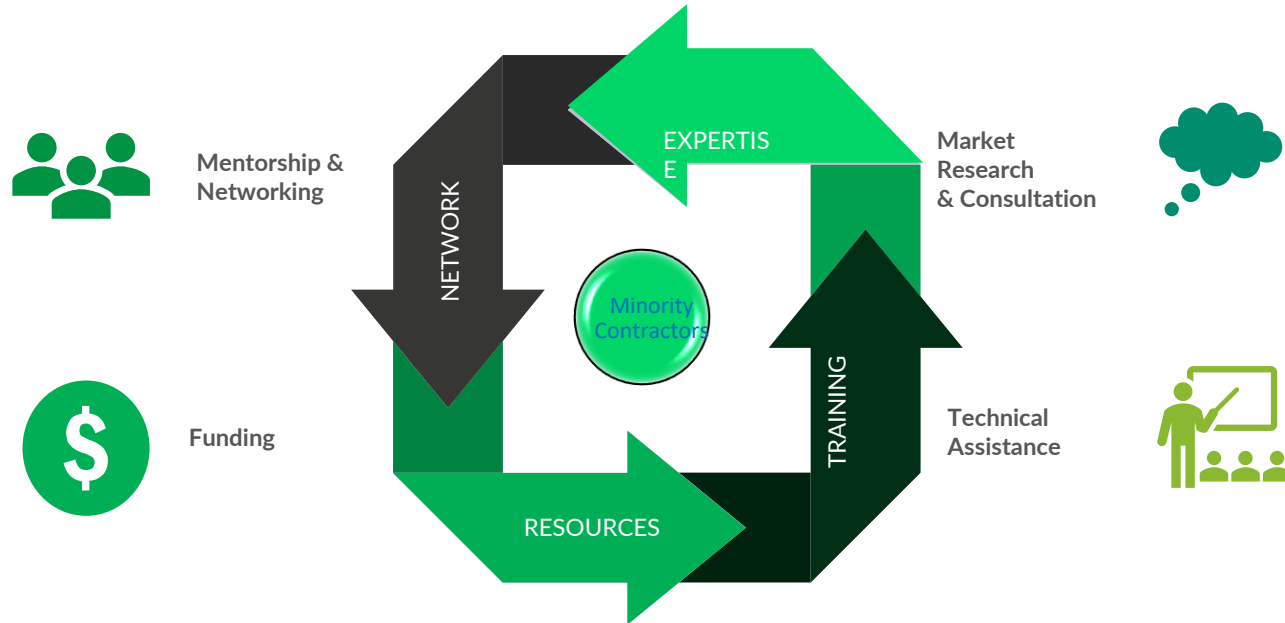 EXPERTIS
E
Market
Research
& Consultation
Mentorship &
Networking
NETWORK
Minority
Contractors
TRAINING
Funding
Technical
Assistance
RESOURCES
$